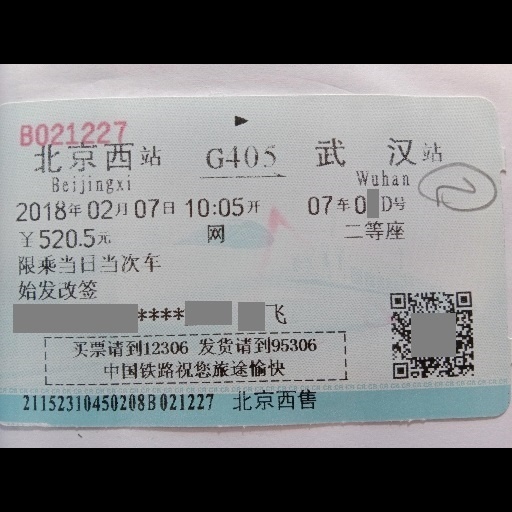 B021227
北京西站 G405 武汉站
Beijingxi Wuhan
2018年02月07日 10:05开 07车0 D号
￥520.5元 网 二等座
限乘当日当次车
始发改签
**** 飞
买票请到12306 发货请到95306
中国铁路祝您旅途愉快
21152310450208B021227 北京西售